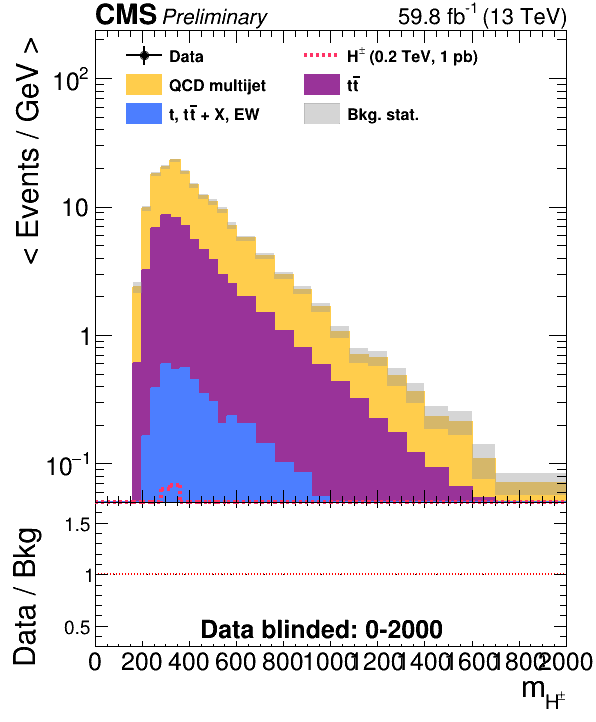 CMS Preliminary 59.8 fb⁻¹ (13 TeV)
Data H± (0.2 TeV, 1 pb)
QCD multijet tt̄
t, tt̄ + X, EW Bkg. stat.
< Events / GeV >
10²
10
1
10⁻¹
Data / Bkg
1.5
1
0.5
Data blinded: 0-2000
0 200 400 600 800 1000 1200 1400 1600 1800 2000
m_H±